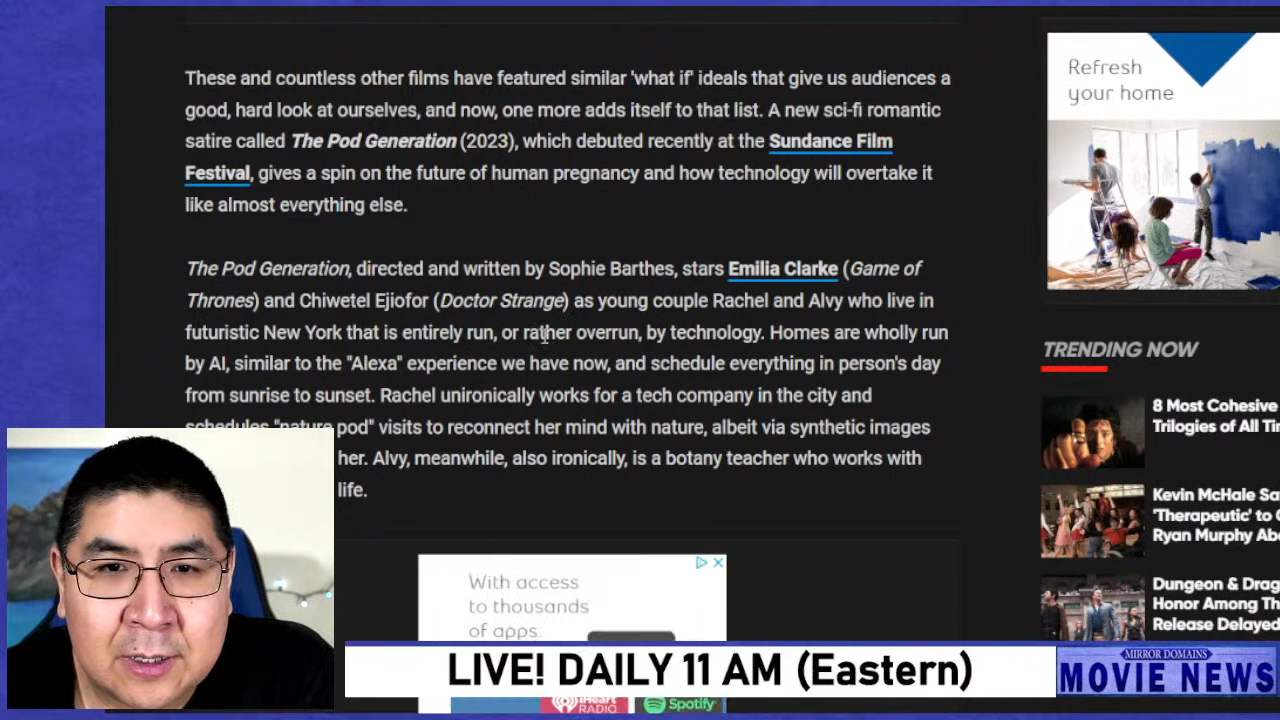 These and countless other films have featured similar 'what if' ideals that give us audiences a
good, hard look at ourselves, and now, one more adds itself to that list. A new sci-fi romantic
satire called The Pod Generation (2023), which debuted recently at the Sundance Film
Festival, gives a spin on the future of human pregnancy and how technology will overtake it
like almost everything else.
The Pod Generation, directed and written by Sophie Barthes, stars Emilia Clarke (Game of
Thrones) and Chiwetel Ejiofor (Doctor Strange) as young couple Rachel and Alvy who live in
futuristic New York that is entirely run, or rather overrun, by technology. Homes are wholly run
by AI, similar to the "Alexa" experience we have now, and schedule everything in person's day
from sunrise to sunset. Rachel unironically works for a tech company in the city and
schedules "nature pod" visits to reconnect her mind with nature, albeit via synthetic images
her. Alvy, meanwhile, also ironically, is a botany teacher who works with
life.
Refresh
your home
TRENDING NOW
8 Most Cohesive
Trilogies of All
Kevin McHale
'Therapeutic' to
Ryan Murphy
Dungeon &
Honor Among
Release Delayed
With access
to thousands
of apps.
iHeart
RADIO
Spotify
LIVE! DAILY 11 AM (Eastern)
MIRROR DOMAINS
MOVIE NEWS